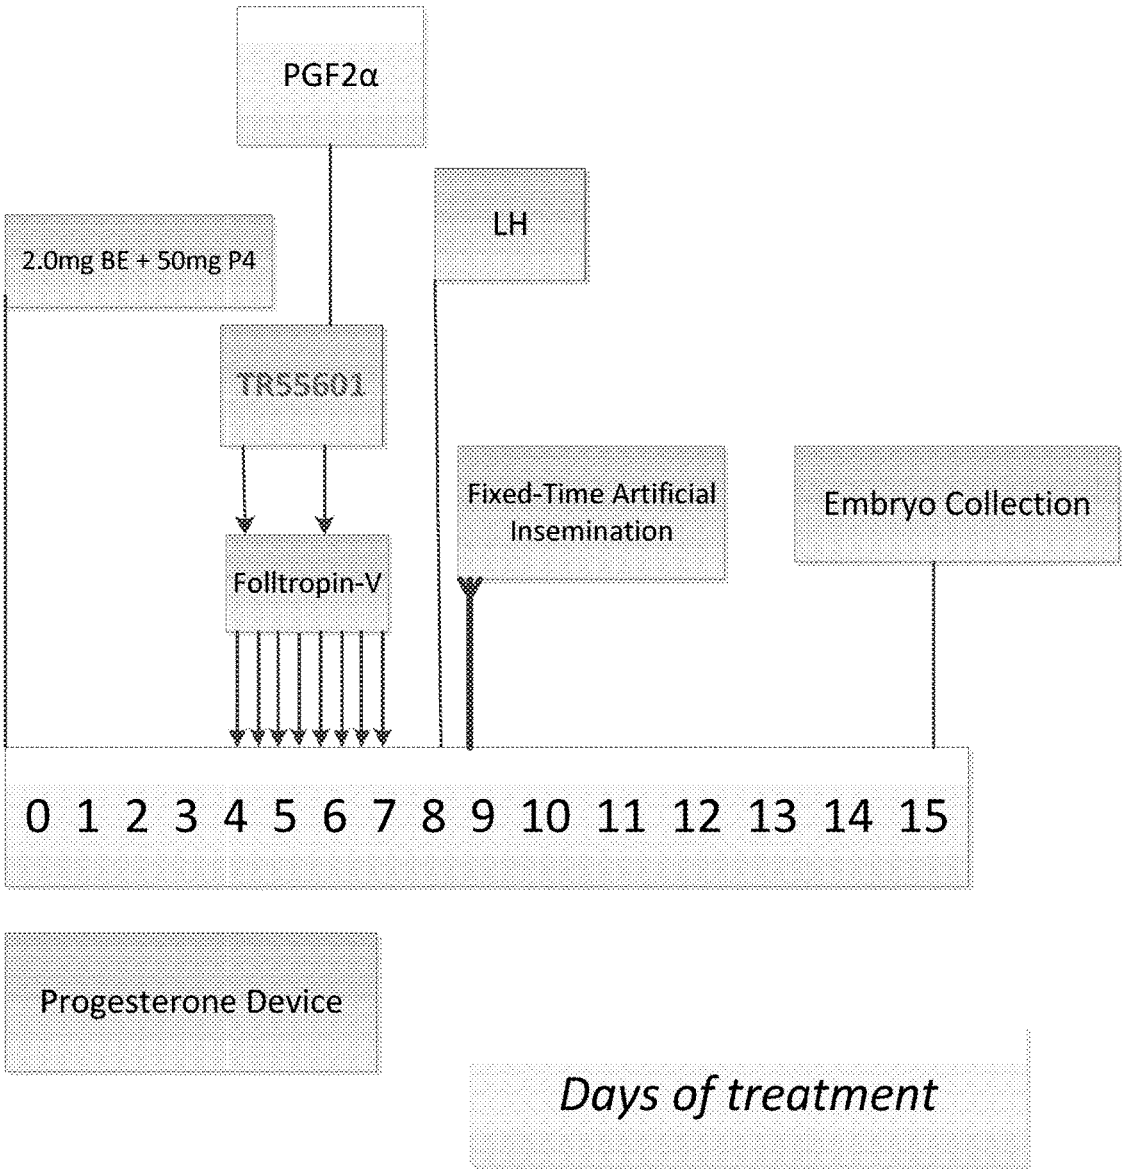 PGF2α
LH
2.0mg BE + 50mg P4
TR55601
Fixed-Time Artificial
Insemination
Embryo Collection
Folltropin-V
0 1 2 3 4 5 6 7 8 9 10 11 12 13 14 15
Progesterone Device
Days of treatment